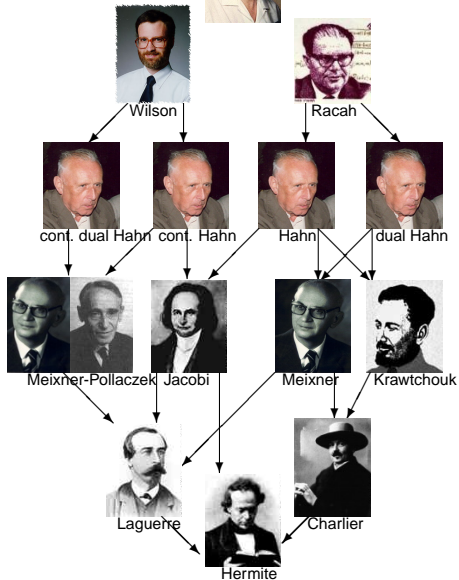 Wilson
Racah
cont. dual Hahn
cont. Hahn
Hahn
dual Hahn
Meixner-Pollaczek
Jacobi
Meixner
Krawtchouk
Laguerre
Charlier
Hermite